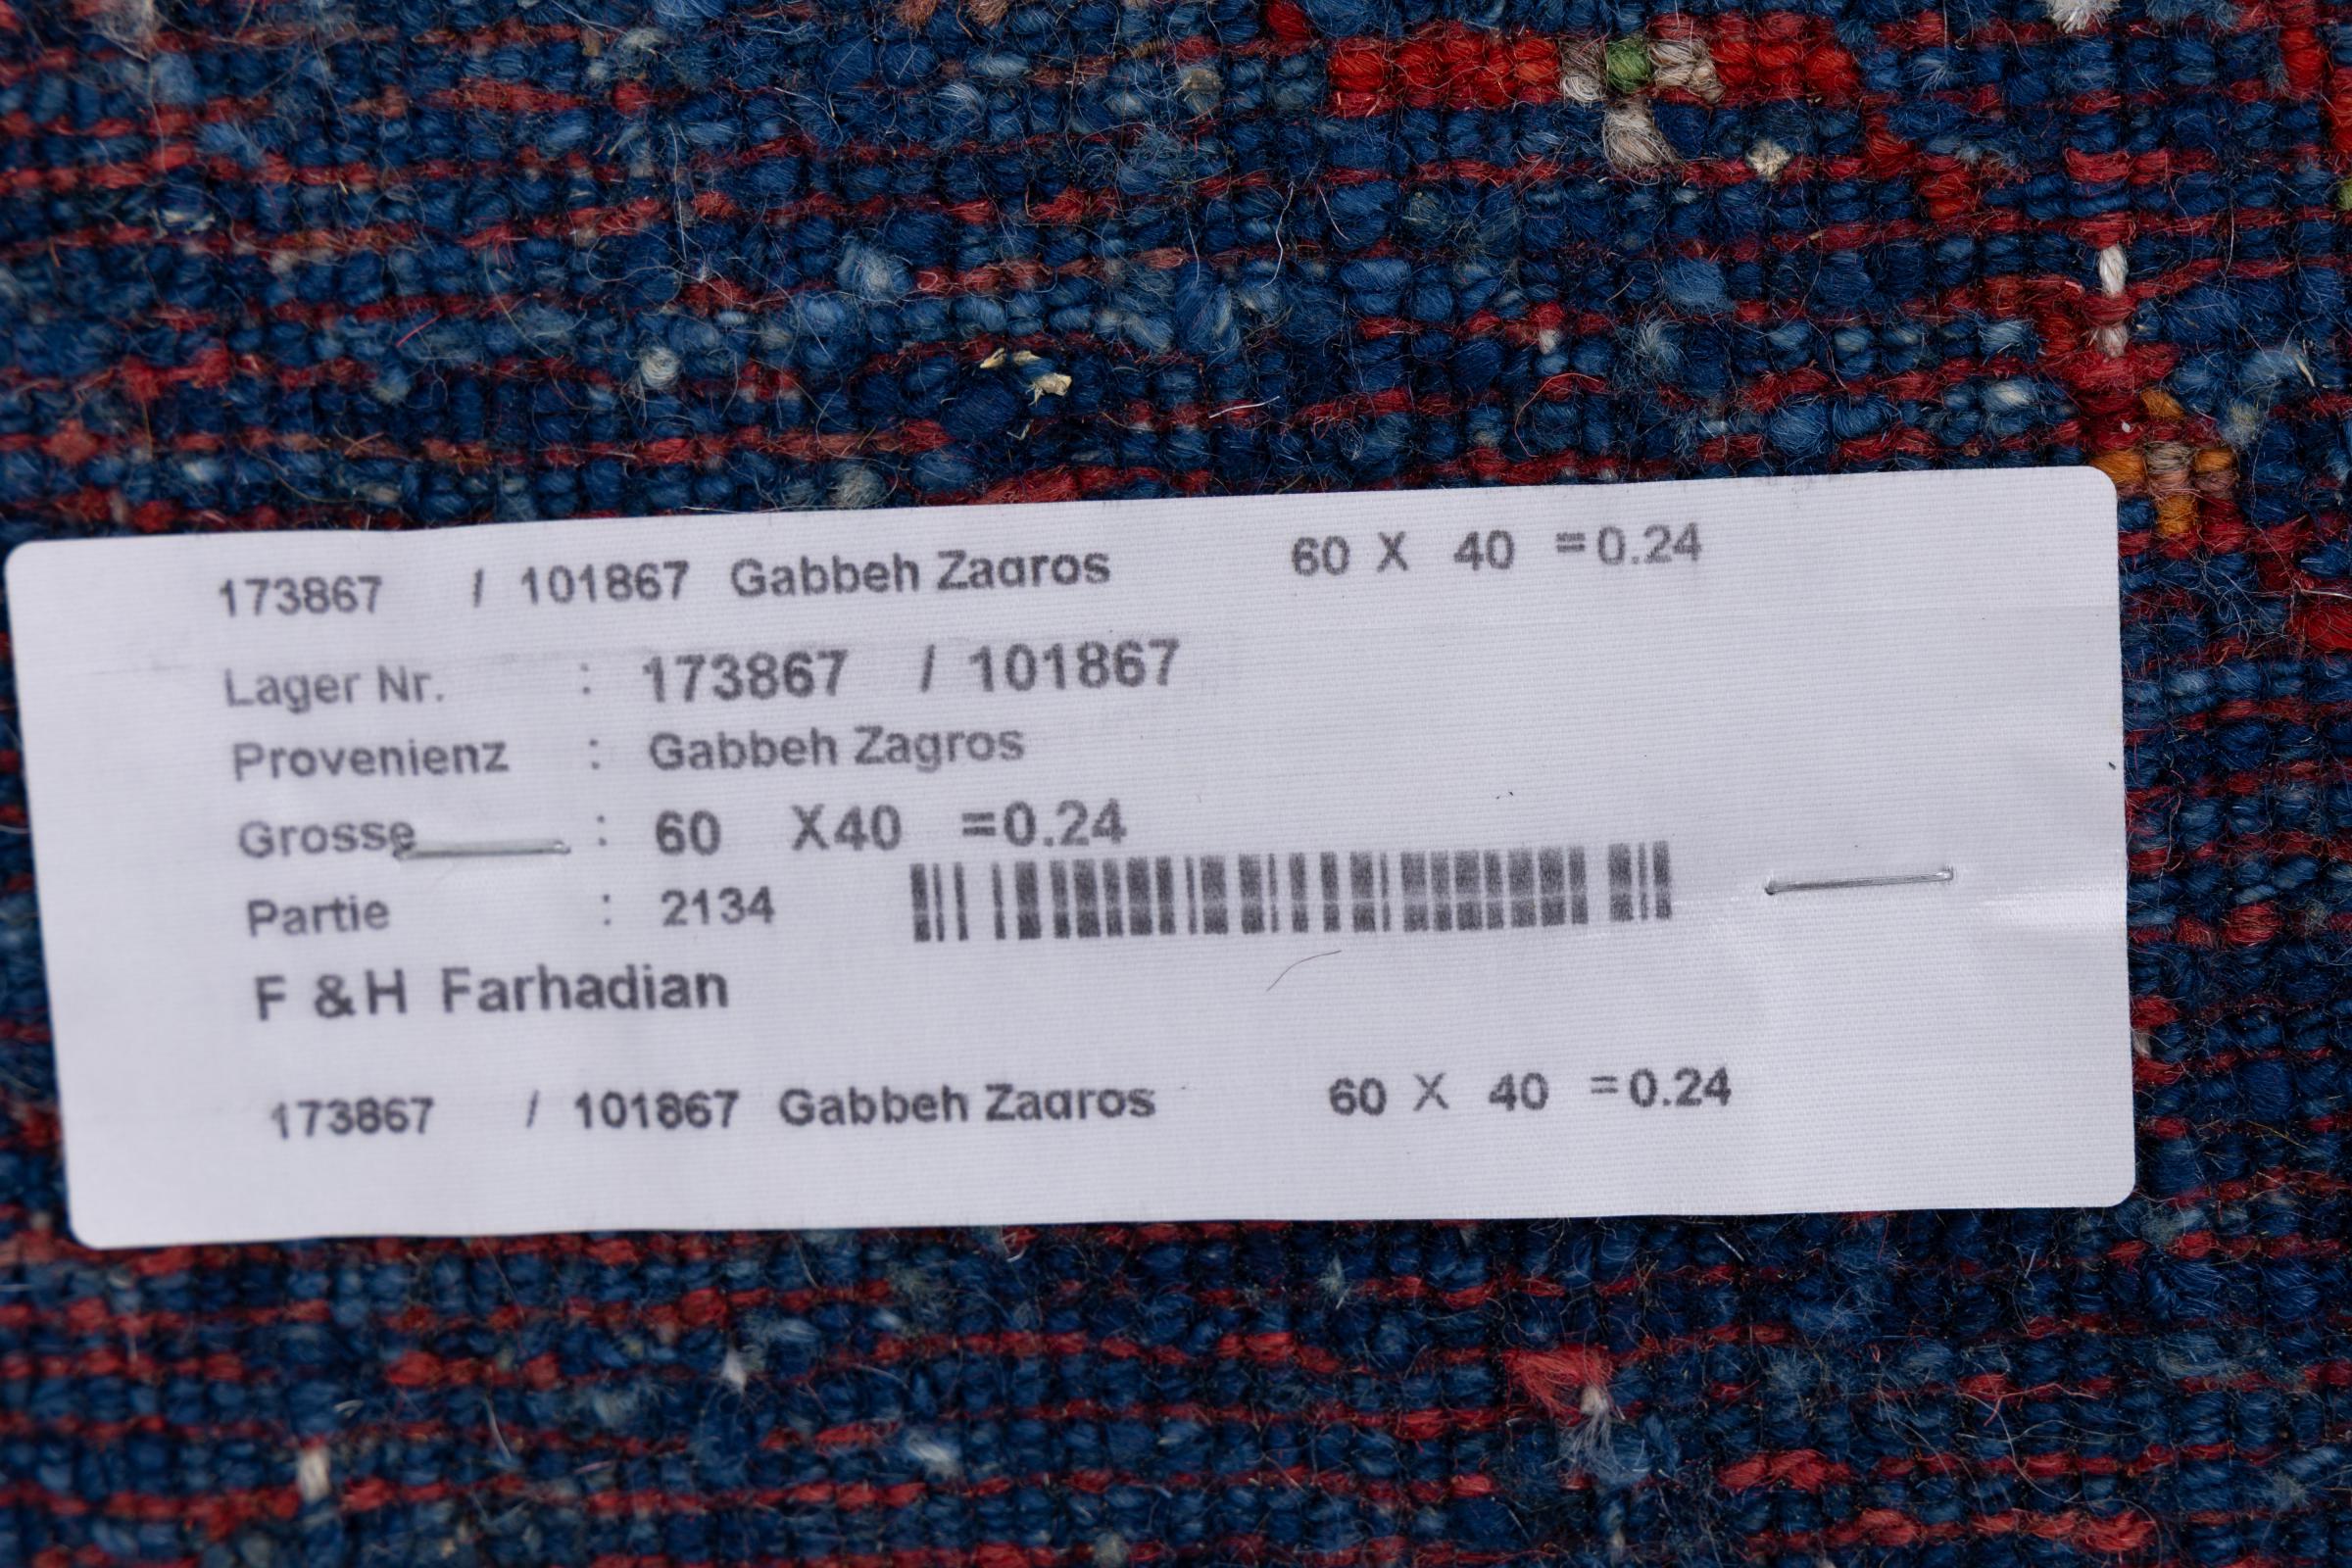 173867 / 101867 Gabbeh Zagros 60 X 40 =0.24
Lager Nr. : 173867 / 101867
Provenienz : Gabbeh Zagros
Grosse : 60 X40 =0.24
Partie : 2134
F &H Farhadian
173867 / 101867 Gabbeh Zagros 60 X 40 =0.24